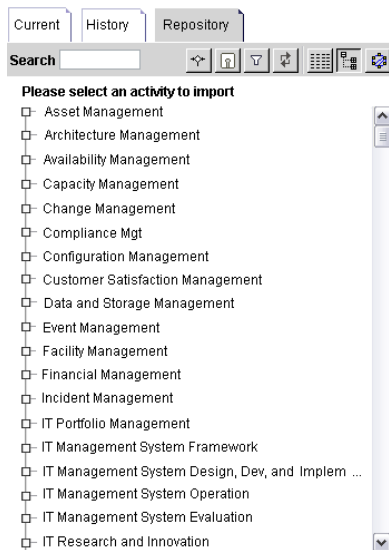 Current History Repository
Search
Please select an activity to import
Asset Management
Architecture Management
Availability Management
Capacity Management
Change Management
Compliance Mgt
Configuration Management
Customer Satisfaction Management
Data and Storage Management
Event Management
Facility Management
Financial Management
Incident Management
IT Portfolio Management
IT Management System Framework
IT Management System Design, Dev, and Implem ...
IT Management System Operation
IT Management System Evaluation
IT Research and Innovation